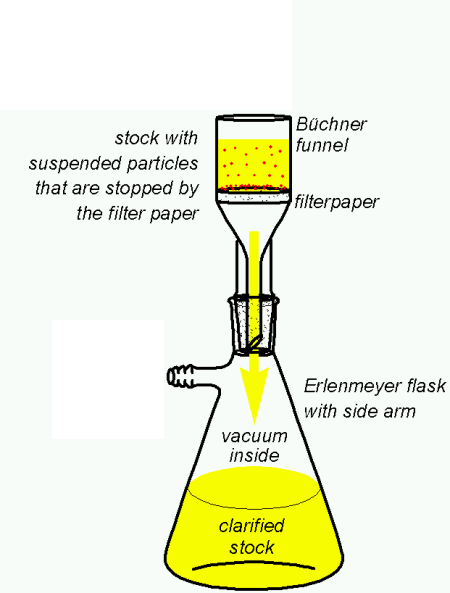 Büchner
funnel
stock with
suspended particles
that are stopped by
the filter paper
filterpaper
Erlenmeyer flask
with side arm
vacuum
inside
clarified
stock